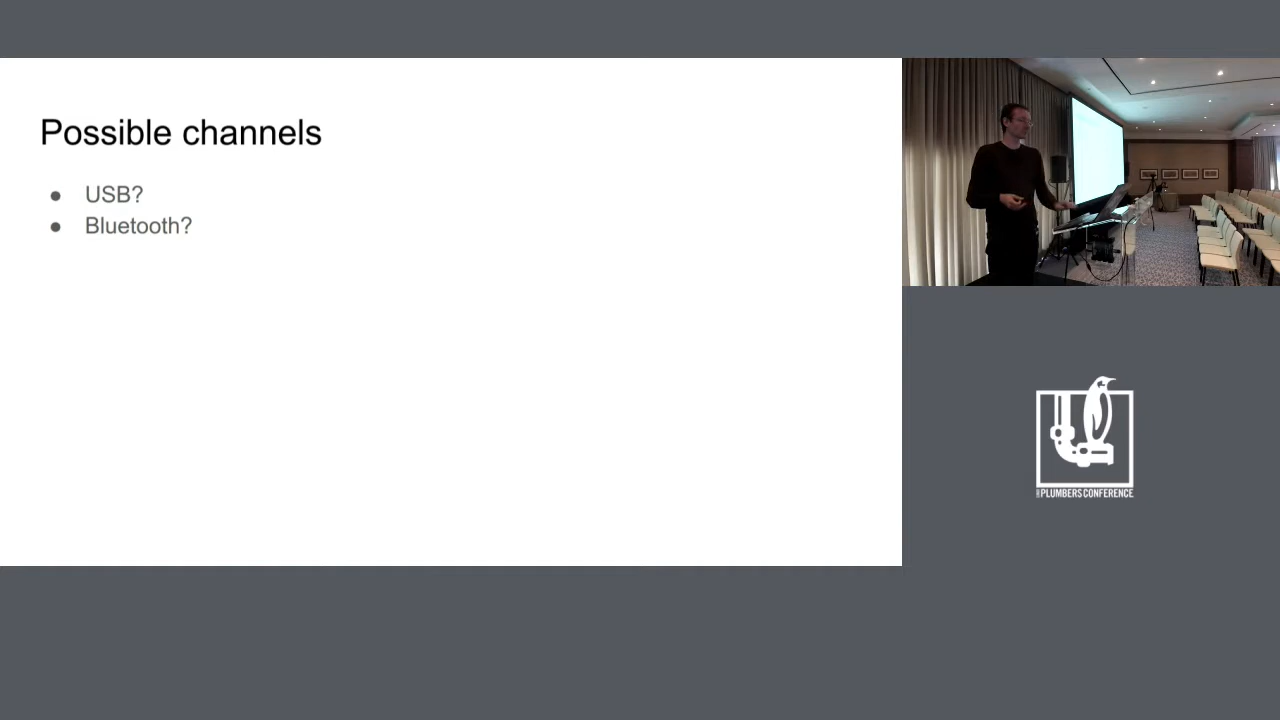 Possible channels
● USB?
● Bluetooth?
PLUMBERS CONFERENCE